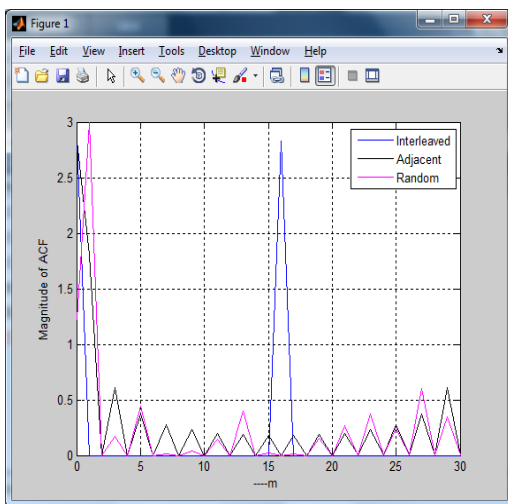 Figure 1
File Edit View Insert Tools Desktop Window Help
3
2.5
2
1.5
1
0.5
0
Magnitude of ACF
Interleaved
Adjacent
Random
0 5 10 15 20 25 30
----m